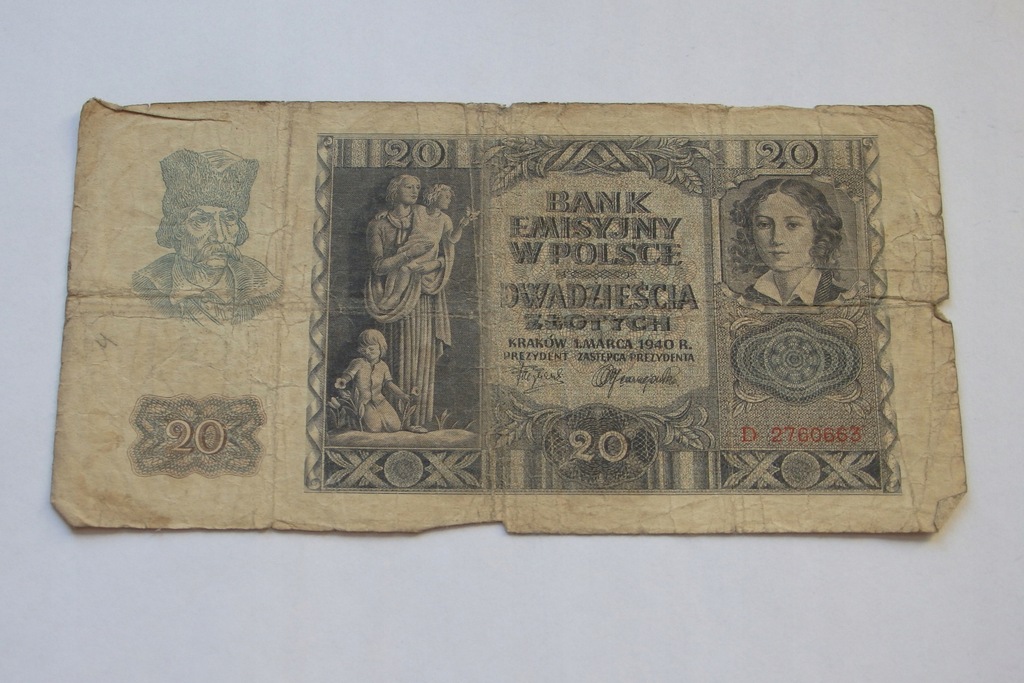 20
20
BANK
EMISYJNY
W POLSCE
DWADZIEŚCIA
ZŁOTYCH
KRAKÓW 1. MARCA 1940 R.
PREZYDENT ZASTĘPCA PREZYDENTA
20
20
D 2760663